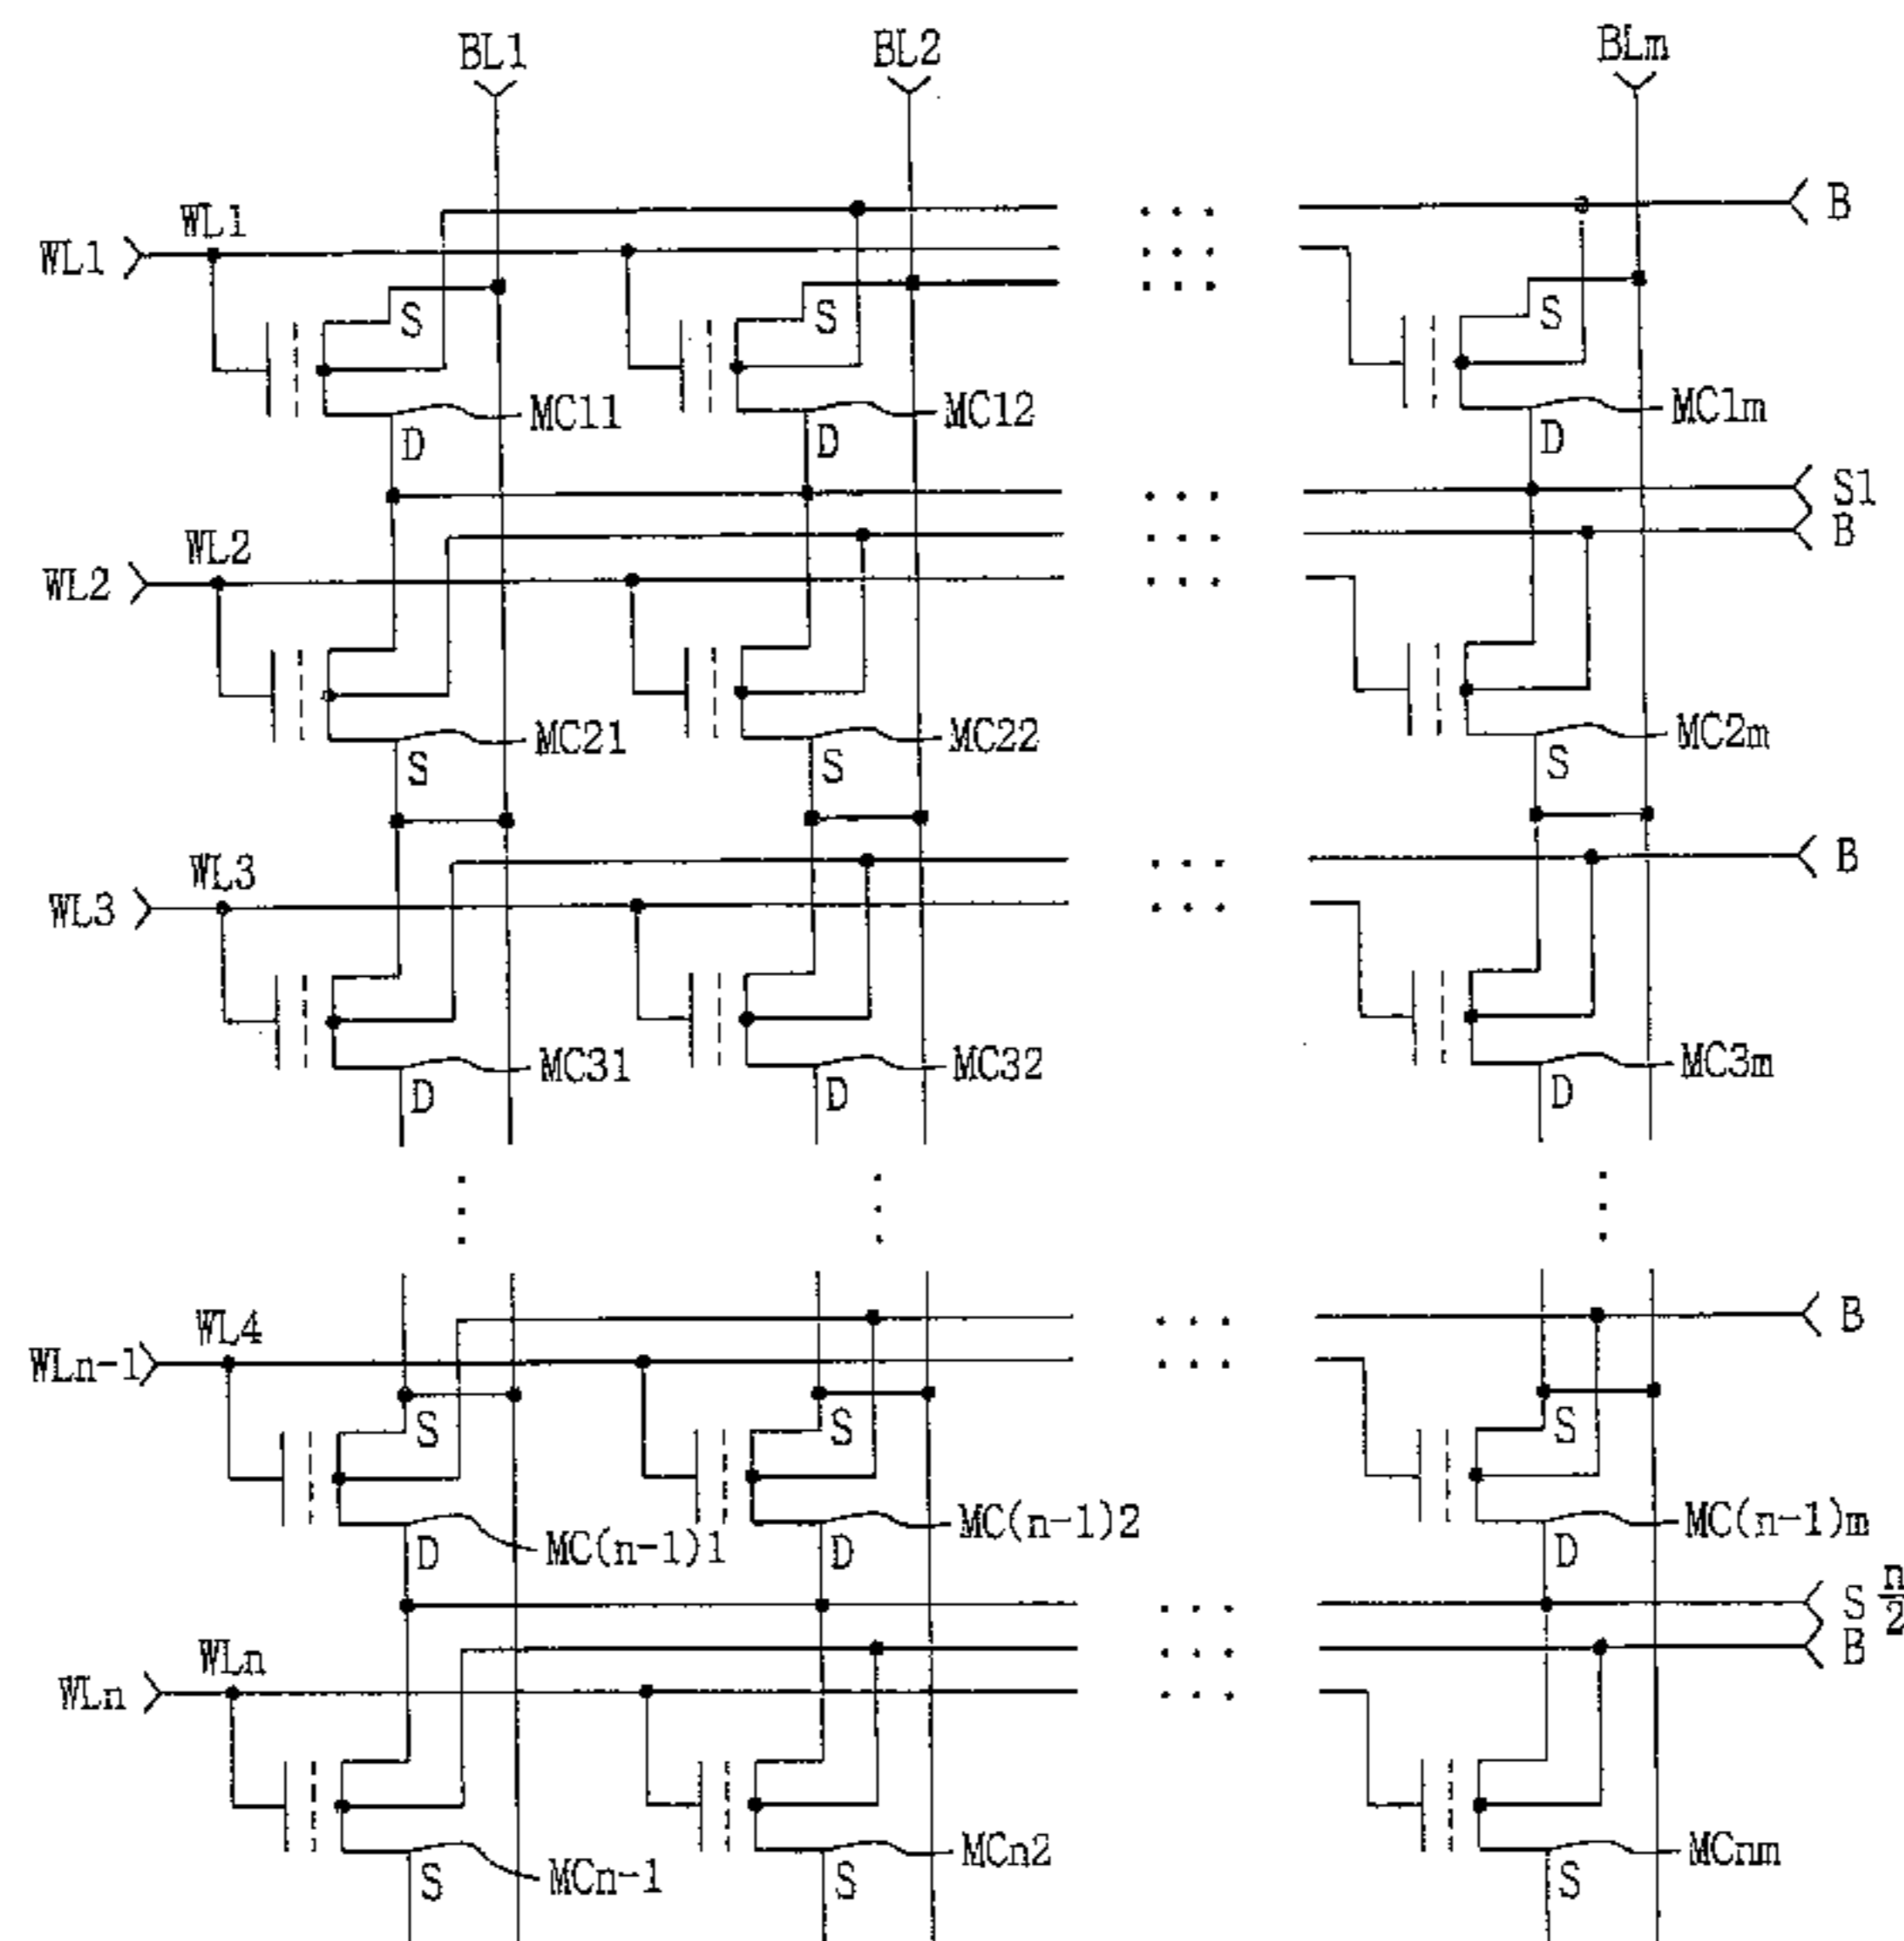 BL1 BL2 BLm
B
WL1
WL1
S S S
MC11 MC12 MC1m
D D D
S1
B
WL2
WL2
MC21 MC22 MC2m
S S S
B
WL3
WL3
MC31 MC32 MC3m
D D D
B
WL4
WLn-1
S S S
MC(n-1)1 MC(n-1)2 MC(n-1)m
D D D
S n/2
B
WLn
WLn
MCn-1 MCn2 MCnm
S S S